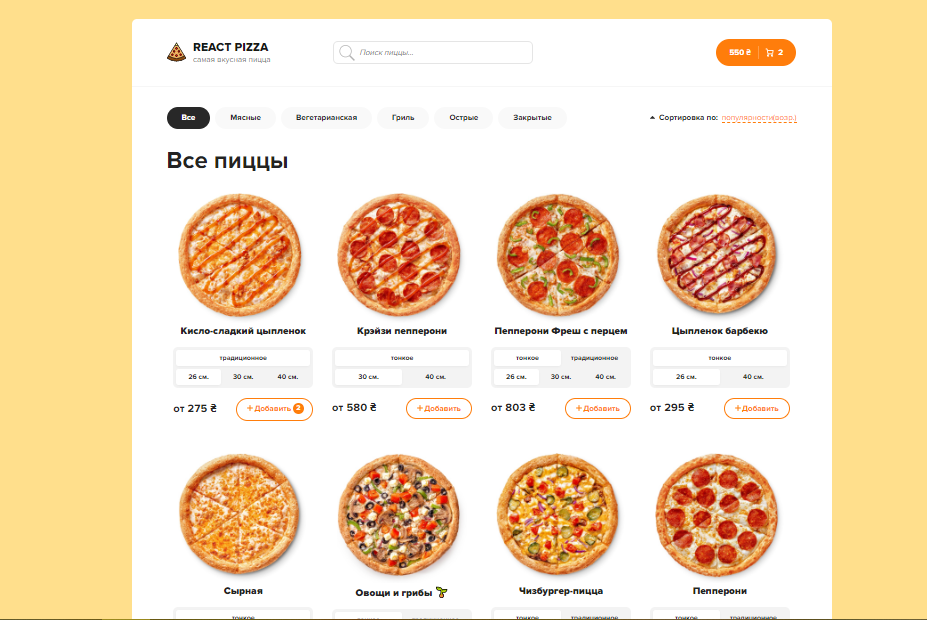 REACT PIZZA
самая вкусная пицца
Поиск пиццы...
550 ₴ 2
Все Мясные Вегетарианская Гриль Острые Закрытые
Сортировка по: популярности(возр.)
Все пиццы
Кисло-сладкий цыпленок
традиционное
26 см. 30 см. 40 см.
от 275 ₴ +Добавить 2
Крэйзи пепперони
тонкое
30 см. 40 см.
от 580 ₴ +Добавить
Пепперони Фреш с перцем
тонкое традиционное
26 см. 30 см. 40 см.
от 803 ₴ +Добавить
Цыпленок барбекю
тонкое
26 см. 40 см.
от 295 ₴ +Добавить
Сырная
тонкое
Овощи и грибы
тонкое традиционное
Чизбургер-пицца
тонкое традиционное
Пепперони
тонкое традиционное